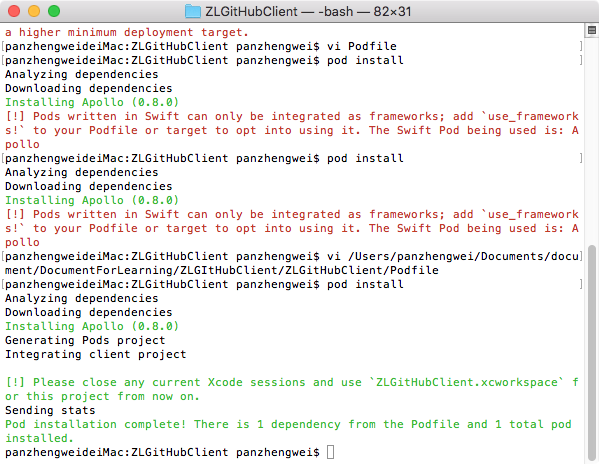 ZLGitHubClient — -bash — 82×31
a higher minimum deployment target.
[panzhengweideiMac:ZLGitHubClient panzhengwei$ vi Podfile ]
[panzhengweideiMac:ZLGitHubClient panzhengwei$ pod install ]
Analyzing dependencies
Downloading dependencies
Installing Apollo (0.8.0)
[!] Pods written in Swift can only be integrated as frameworks; add `use_framework
s!` to your Podfile or target to opt into using it. The Swift Pod being used is: A
pollo
[panzhengweideiMac:ZLGitHubClient panzhengwei$ pod install ]
Analyzing dependencies
Downloading dependencies
Installing Apollo (0.8.0)
[!] Pods written in Swift can only be integrated as frameworks; add `use_framework
s!` to your Podfile or target to opt into using it. The Swift Pod being used is: A
pollo
[panzhengweideiMac:ZLGitHubClient panzhengwei$ vi /Users/panzhengwei/Documents/docu]
ment/DocumentForLearning/ZLGItHubClient/ZLGitHubClient/Podfile
[panzhengweideiMac:ZLGitHubClient panzhengwei$ pod install ]
Analyzing dependencies
Downloading dependencies
Installing Apollo (0.8.0)
Generating Pods project
Integrating client project
[!] Please close any current Xcode sessions and use `ZLGitHubClient.xcworkspace` f
or this project from now on.
Sending stats
Pod installation complete! There is 1 dependency from the Podfile and 1 total pod
installed.
panzhengweideiMac:ZLGitHubClient panzhengwei$